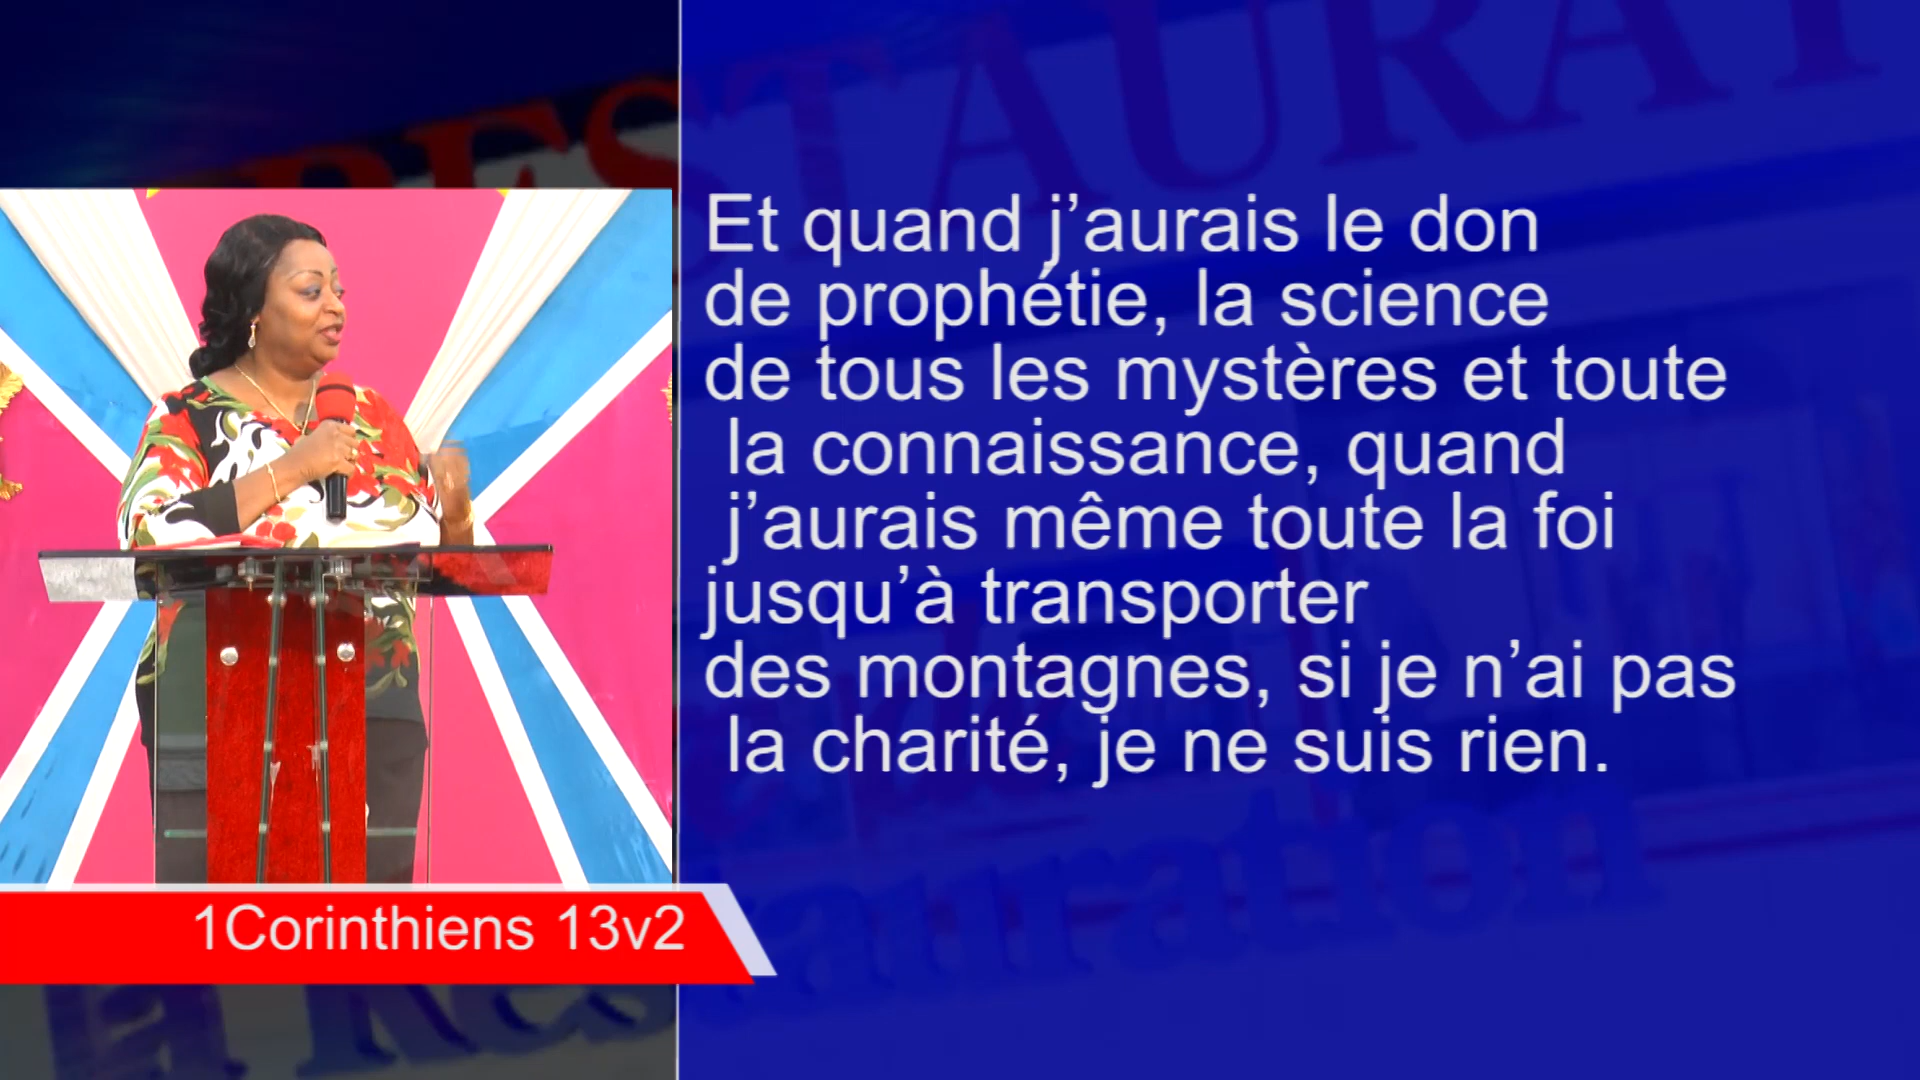 Et quand j’aurais le don
de prophétie, la science
de tous les mystères et toute
la connaissance, quand
j’aurais même toute la foi
jusqu’à transporter
des montagnes, si je n’ai pas
la charité, je ne suis rien.
1Corinthiens 13v2